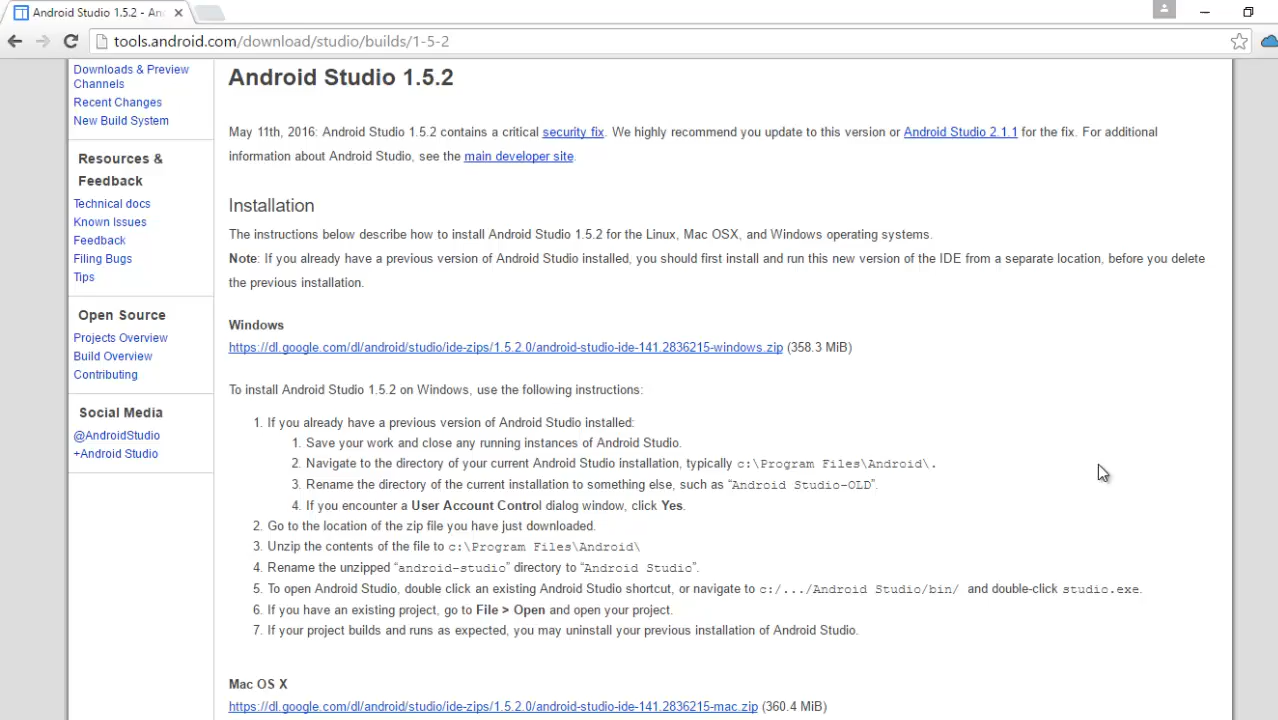 Android Studio 1.5.2 - An
tools.android.com/download/studio/builds/1-5-2
Downloads & Preview
Channels
Recent Changes
New Build System
Resources &
Feedback
Technical docs
Known Issues
Feedback
Filing Bugs
Tips
Open Source
Projects Overview
Build Overview
Contributing
Social Media
@AndroidStudio
+Android Studio
Android Studio 1.5.2
May 11th, 2016: Android Studio 1.5.2 contains a critical security fix. We highly recommend you update to this version or Android Studio 2.1.1 for the fix. For additional
information about Android Studio, see the main developer site.
Installation
The instructions below describe how to install Android Studio 1.5.2 for the Linux, Mac OSX, and Windows operating systems.
Note: If you already have a previous version of Android Studio installed, you should first install and run this new version of the IDE from a separate location, before you delete
the previous installation.
Windows
https://dl.google.com/dl/android/studio/ide-zips/1.5.2.0/android-studio-ide-141.2836215-windows.zip (358.3 MiB)
To install Android Studio 1.5.2 on Windows, use the following instructions:
1. If you already have a previous version of Android Studio installed:
1. Save your work and close any running instances of Android Studio.
2. Navigate to the directory of your current Android Studio installation, typically c:\Program Files\Android\.
3. Rename the directory of the current installation to something else, such as “Android Studio-OLD”.
4. If you encounter a User Account Control dialog window, click Yes.
2. Go to the location of the zip file you have just downloaded.
3. Unzip the contents of the file to c:\Program Files\Android\
4. Rename the unzipped “android-studio” directory to “Android Studio”.
5. To open Android Studio, double click an existing Android Studio shortcut, or navigate to c:/.../Android Studio/bin/ and double-click studio.exe.
6. If you have an existing project, go to File > Open and open your project.
7. If your project builds and runs as expected, you may uninstall your previous installation of Android Studio.
Mac OS X
https://dl.google.com/dl/android/studio/ide-zips/1.5.2.0/android-studio-ide-141.2836215-mac.zip (360.4 MiB)